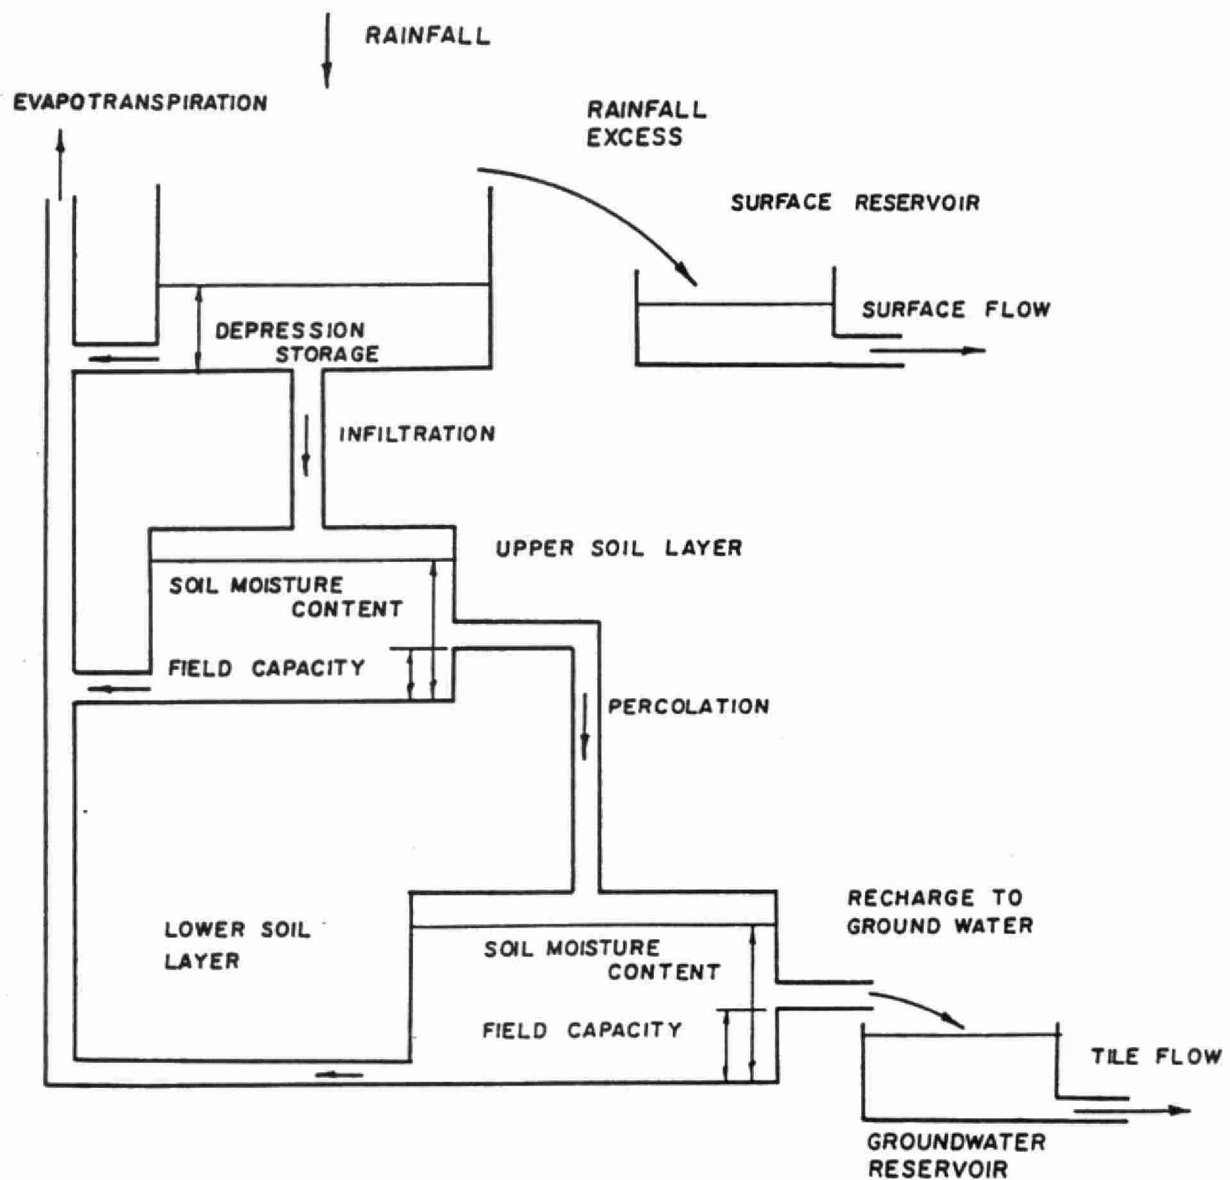 RAINFALL
EVAPOTRANSPIRATION
RAINFALL
EXCESS
SURFACE RESERVOIR
SURFACE FLOW
DEPRESSION
STORAGE
INFILTRATION
UPPER SOIL LAYER
SOIL MOISTURE
CONTENT
FIELD CAPACITY
PERCOLATION
LOWER SOIL
LAYER
SOIL MOISTURE
CONTENT
FIELD CAPACITY
RECHARGE TO
GROUND WATER
TILE FLOW
GROUNDWATER
RESERVOIR